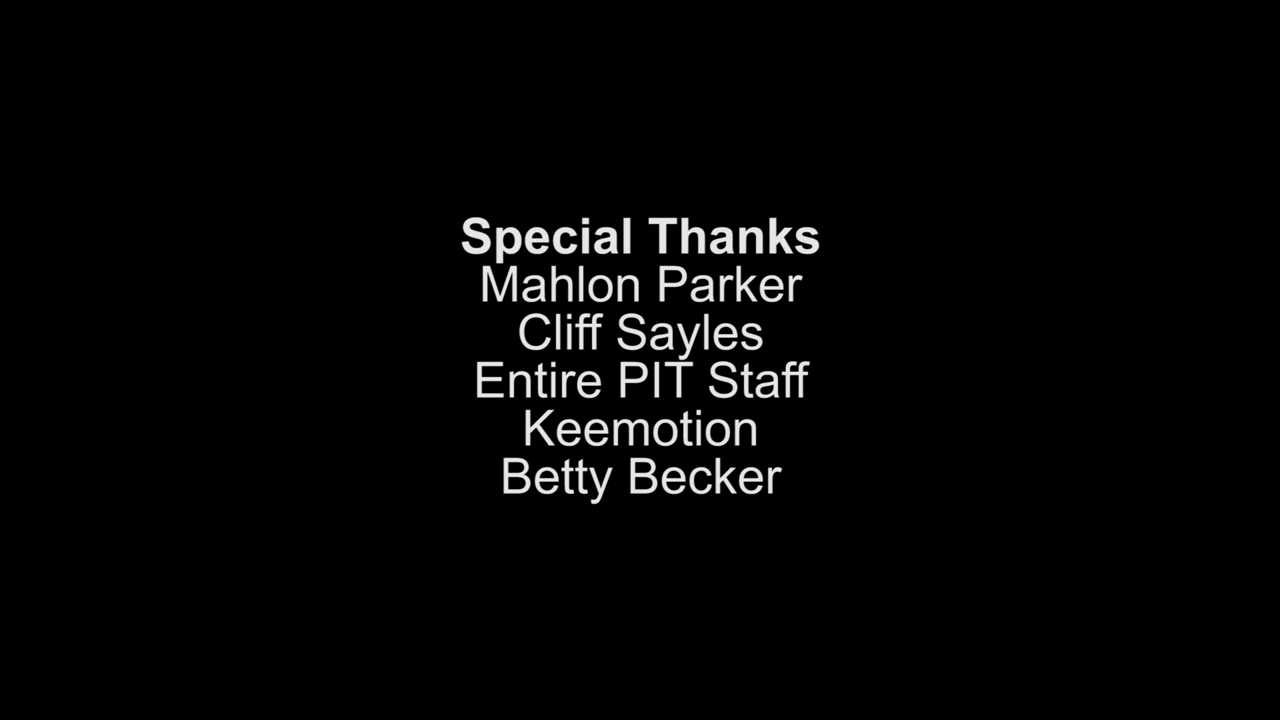 Special Thanks
Mahlon Parker
Cliff Sayles
Entire PIT Staff
Keemotion
Betty Becker